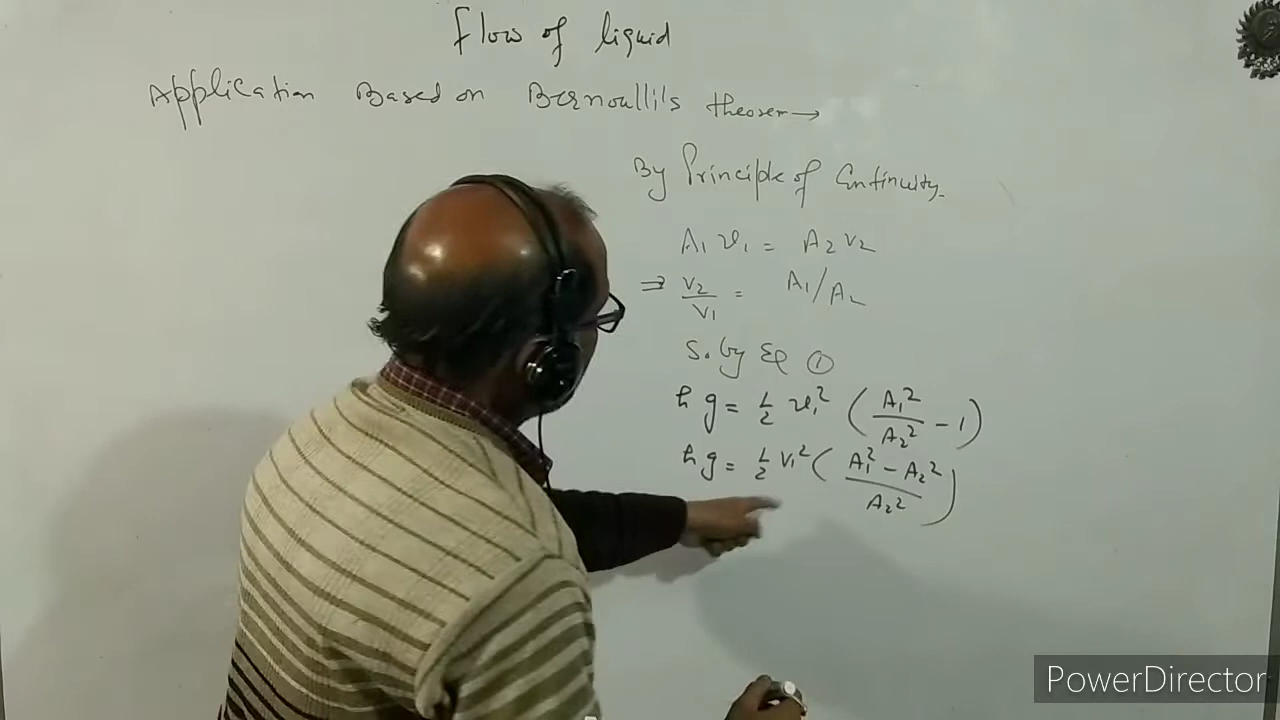 Flow of liquid
Application Based on Bernoulli's theorem→
By Principle of Continuity.
A₁ v₁ = A₂ v₂
⇒ v₂/v₁ = A₁/A₂
So by Eq ①
h g = 1/2 v₁² (A₁²/A₂² - 1)
h g = 1/2 v₁² (A₁² - A₂²/A₂²)
PowerDirector